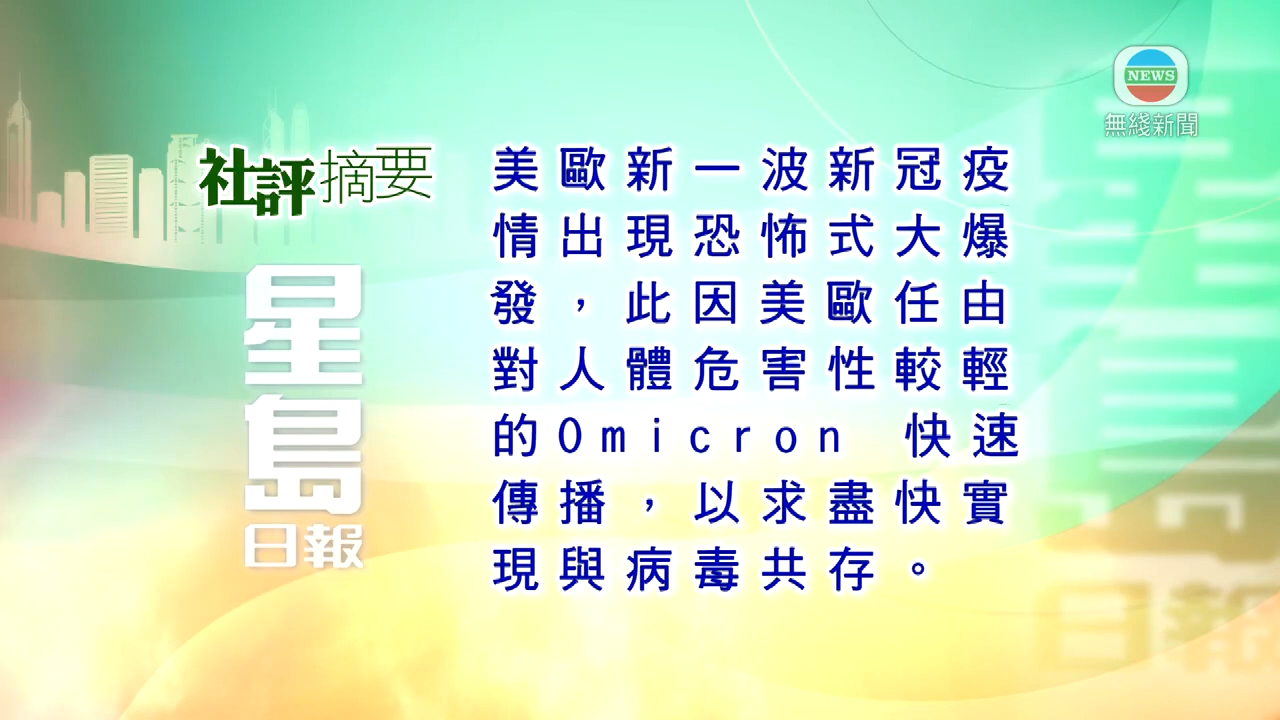 NEWS
無綫新聞
社評摘要
星島日報
美歐新一波新冠疫
情出現恐怖式大爆
發，此因美歐任由
對人體危害性較輕
的Omicron 快速
傳播，以求盡快實
現與病毒共存。